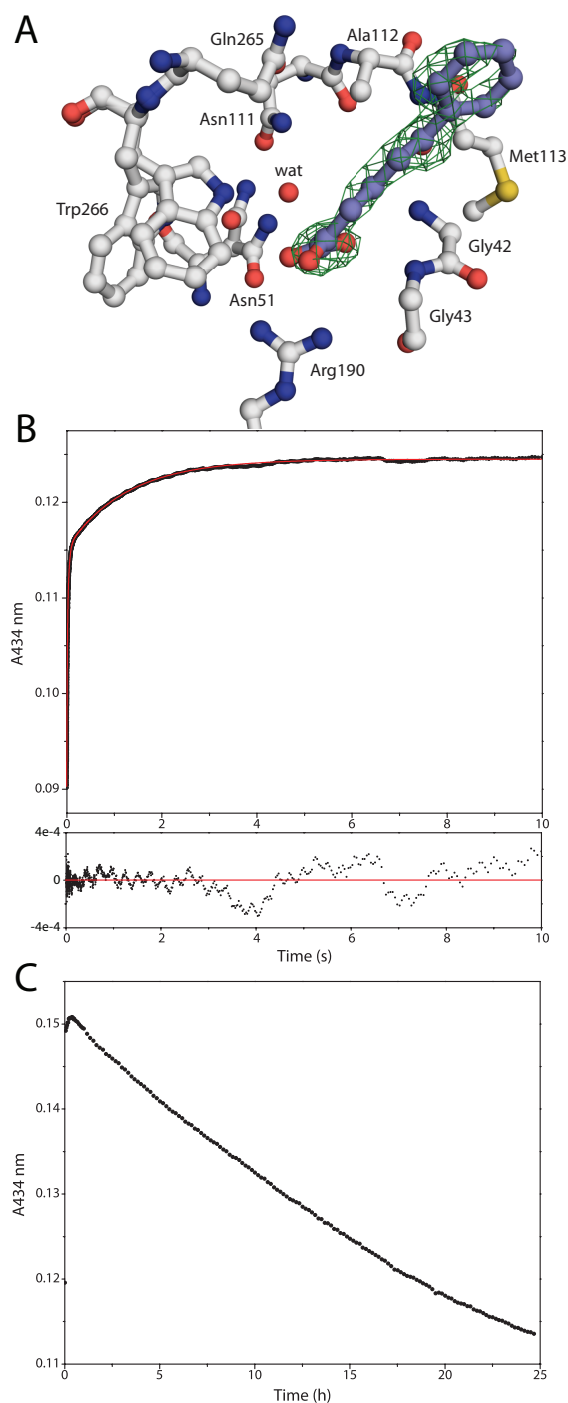 A
Gln265
Ala112
Asn111
Met113
wat
Trp266
Gly42
Asn51
Gly43
Arg190
B
0.12
0.11
A434 nm
0.10
0.09
0 2 4 6 8 10
4e-4
0
-4e-4
0 2 4 6 8 10
Time (s)
C
0.15
0.14
A434 nm
0.13
0.12
0.11
0 5 10 15 20 25
Time (h)